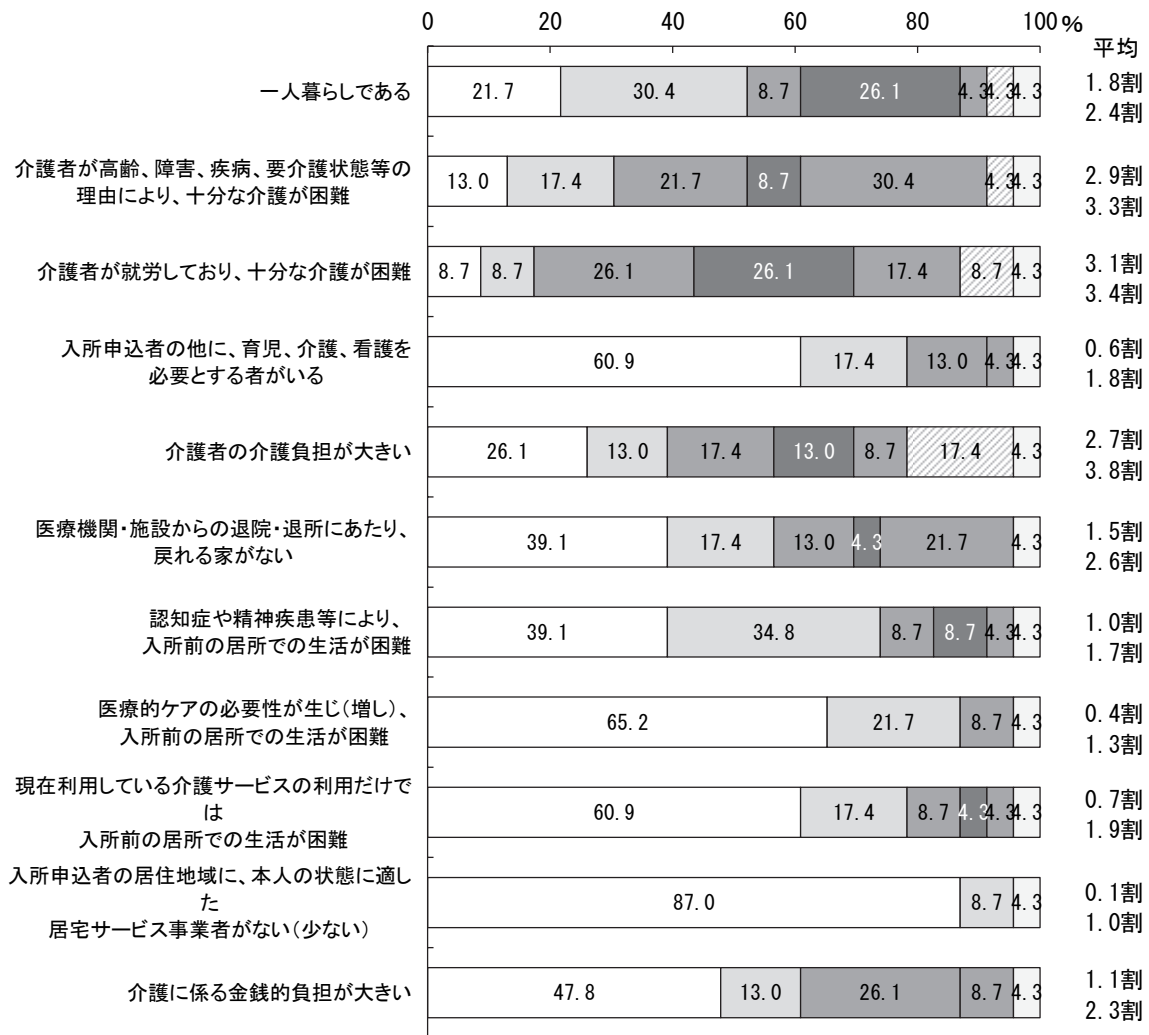 0 20 40 60 80 100 %
平均
一人暮らしである
21.7 30.4 8.7 26.1 4.3 4.3 4.3
1.8割
2.4割
介護者が高齢、障害、疾病、要介護状態等の
理由により、十分な介護が困難
13.0 17.4 21.7 8.7 30.4 4.3 4.3
2.9割
3.3割
介護者が就労しており、十分な介護が困難
8.7 8.7 26.1 26.1 17.4 8.7 4.3
3.1割
3.4割
入所申込者の他に、育児、介護、看護を
必要とする者がいる
60.9 17.4 13.0 4.3 4.3
0.6割
1.8割
介護者の介護負担が大きい
26.1 13.0 17.4 13.0 8.7 17.4 4.3
2.7割
3.8割
医療機関・施設からの退院・退所にあたり、
戻れる家がない
39.1 17.4 13.0 4.3 21.7 4.3
1.5割
2.6割
認知症や精神疾患等により、
入所前の居所での生活が困難
39.1 34.8 8.7 8.7 4.3 4.3
1.0割
1.7割
医療的ケアの必要性が生じ（増し）、
入所前の居所での生活が困難
65.2 21.7 8.7 4.3
0.4割
1.3割
現在利用している介護サービスの利用だけで
は
入所前の居所での生活が困難
60.9 17.4 8.7 4.3 4.3 4.3
0.7割
1.9割
入所申込者の居住地域に、本人の状態に適し
た
居宅サービス事業者がない（少ない）
87.0 8.7 4.3
0.1割
1.0割
介護に係る金銭的負担が大きい
47.8 13.0 26.1 8.7 4.3
1.1割
2.3割